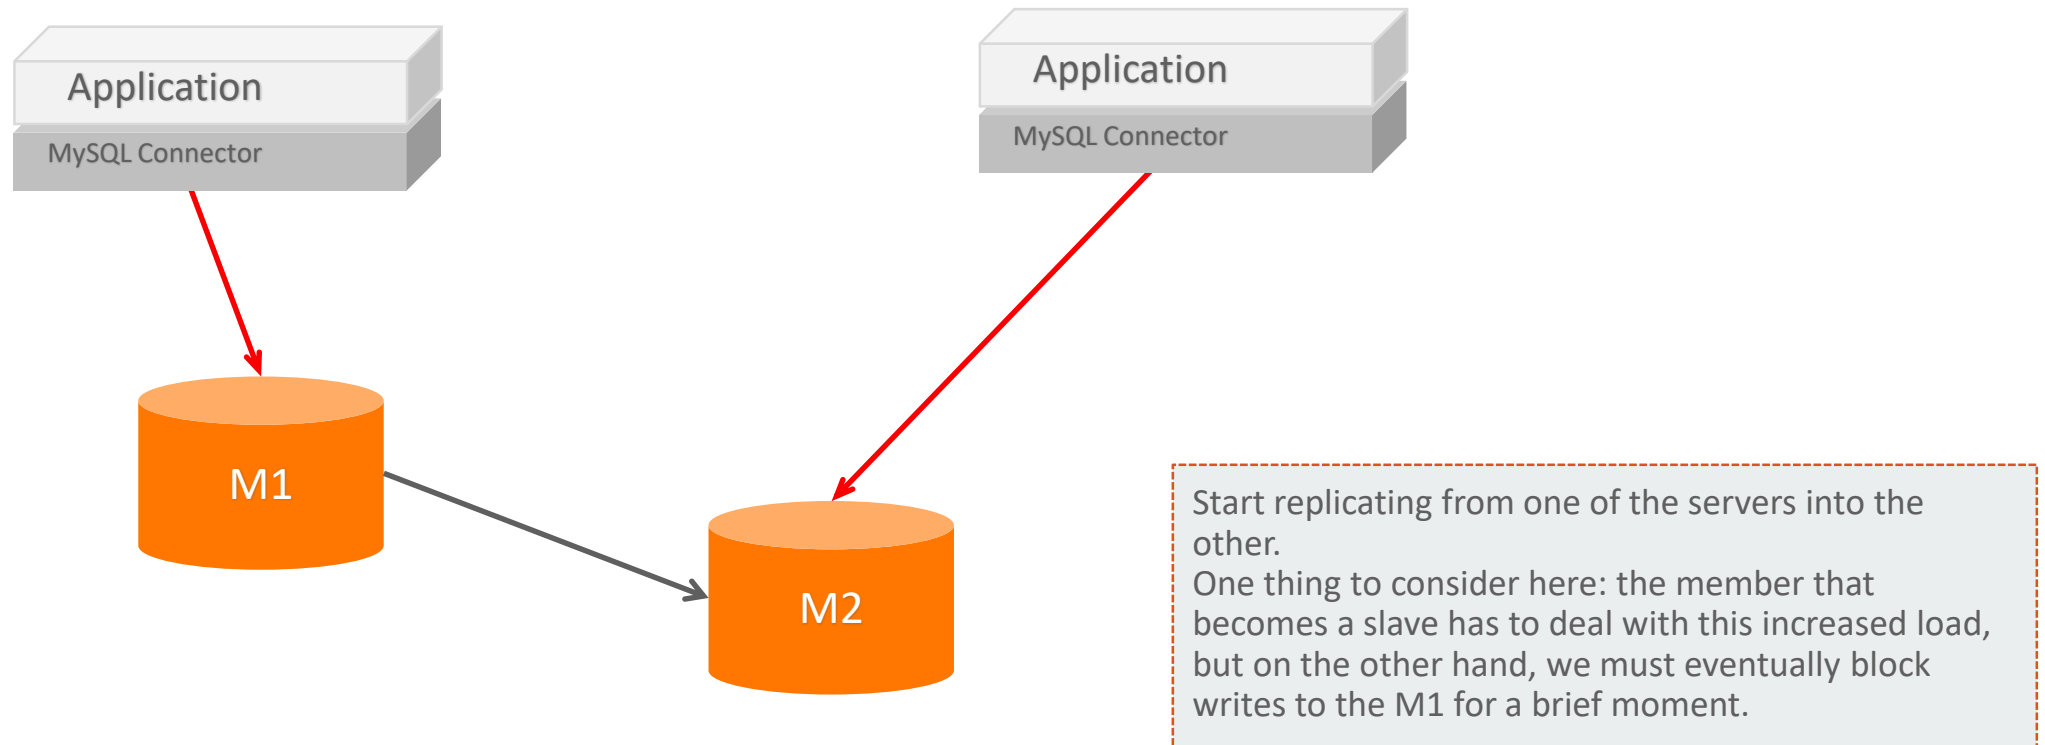 Application
MySQL Connector
Application
MySQL Connector
M1
M2
Start replicating from one of the servers into the
other.
One thing to consider here: the member that
becomes a slave has to deal with this increased load,
but on the other hand, we must eventually block
writes to the M1 for a brief moment.